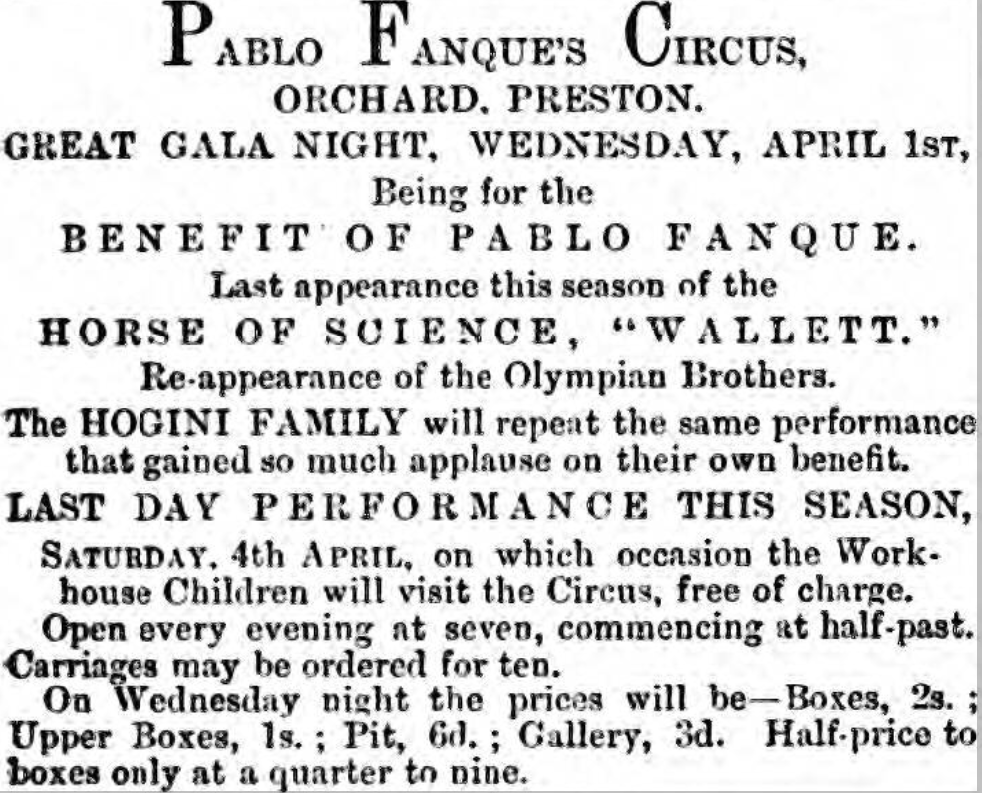 PABLO FANQUE'S CIRCUS,
ORCHARD, PRESTON.
GREAT GALA NIGHT, WEDNESDAY, APRIL 1ST,
Being for the
BENEFIT OF PABLO FANQUE.
Last appearance this season of the
HORSE OF SCIENCE, "WALLETT."
Re-appearance of the Olympian Brothers.
The HOGINI FAMILY will repeat the same performance
that gained so much applause on their own benefit.
LAST DAY PERFORMANCE THIS SEASON,
SATURDAY, 4th APRIL, on which occasion the Work-
house Children will visit the Circus, free of charge.
Open every evening at seven, commencing at half-past.
Carriages may be ordered for ten.
On Wednesday night the prices will be—Boxes, 2s. ;
Upper Boxes, 1s. ; Pit, 6d. ; Gallery, 3d. Half-price to
boxes only at a quarter to nine.